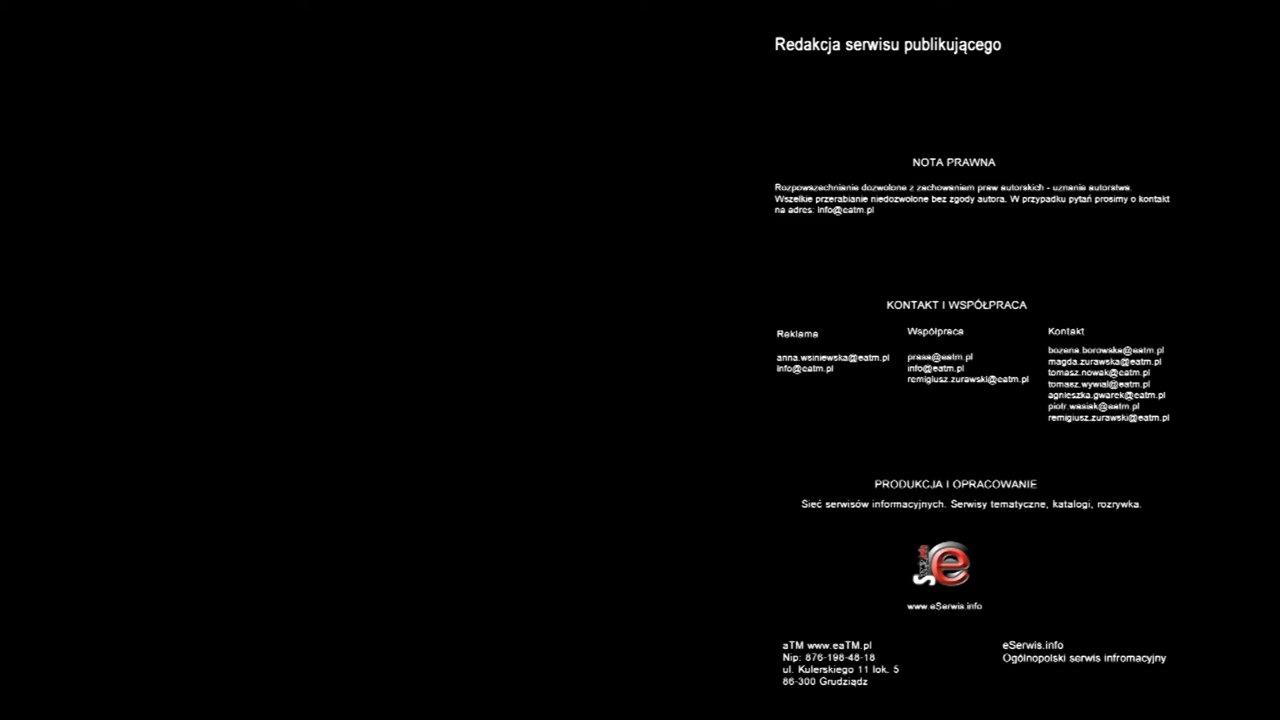 Redakcja serwisu publikującego
NOTA PRAWNA
Rozpowszechnianie dozwolone z zachowaniem praw autorskich - uznanie autorstwa.
Wszelkie przerabianie niedozwolone bez zgody autora. W przypadku pytań prosimy o kontakt
na adres: info@eatm.pl
KONTAKT I WSPÓŁPRACA
Reklama
anna.wsiniewska@eatm.pl
info@eatm.pl
Współpraca
prasa@eatm.pl
info@eatm.pl
remigiusz.zurawski@eatm.pl
Kontakt
bozena.borowska@eatm.pl
magda.zurawska@eatm.pl
tomasz.nowak@eatm.pl
tomasz.wywial@eatm.pl
agnieszka.gwarek@eatm.pl
piotr.wasiak@eatm.pl
remigiusz.zurawski@eatm.pl
PRODUKCJA I OPRACOWANIE
Sieć serwisów informacyjnych. Serwisy tematyczne, katalogi, rozrywka.
e
www.eSerwis.info
aTM www.eaTM.pl
Nip: 876-198-48-18
ul. Kulerskiego 11 lok. 5
86-300 Grudziądz
eSerwis.info
Ogólnopolski serwis infromacyjny